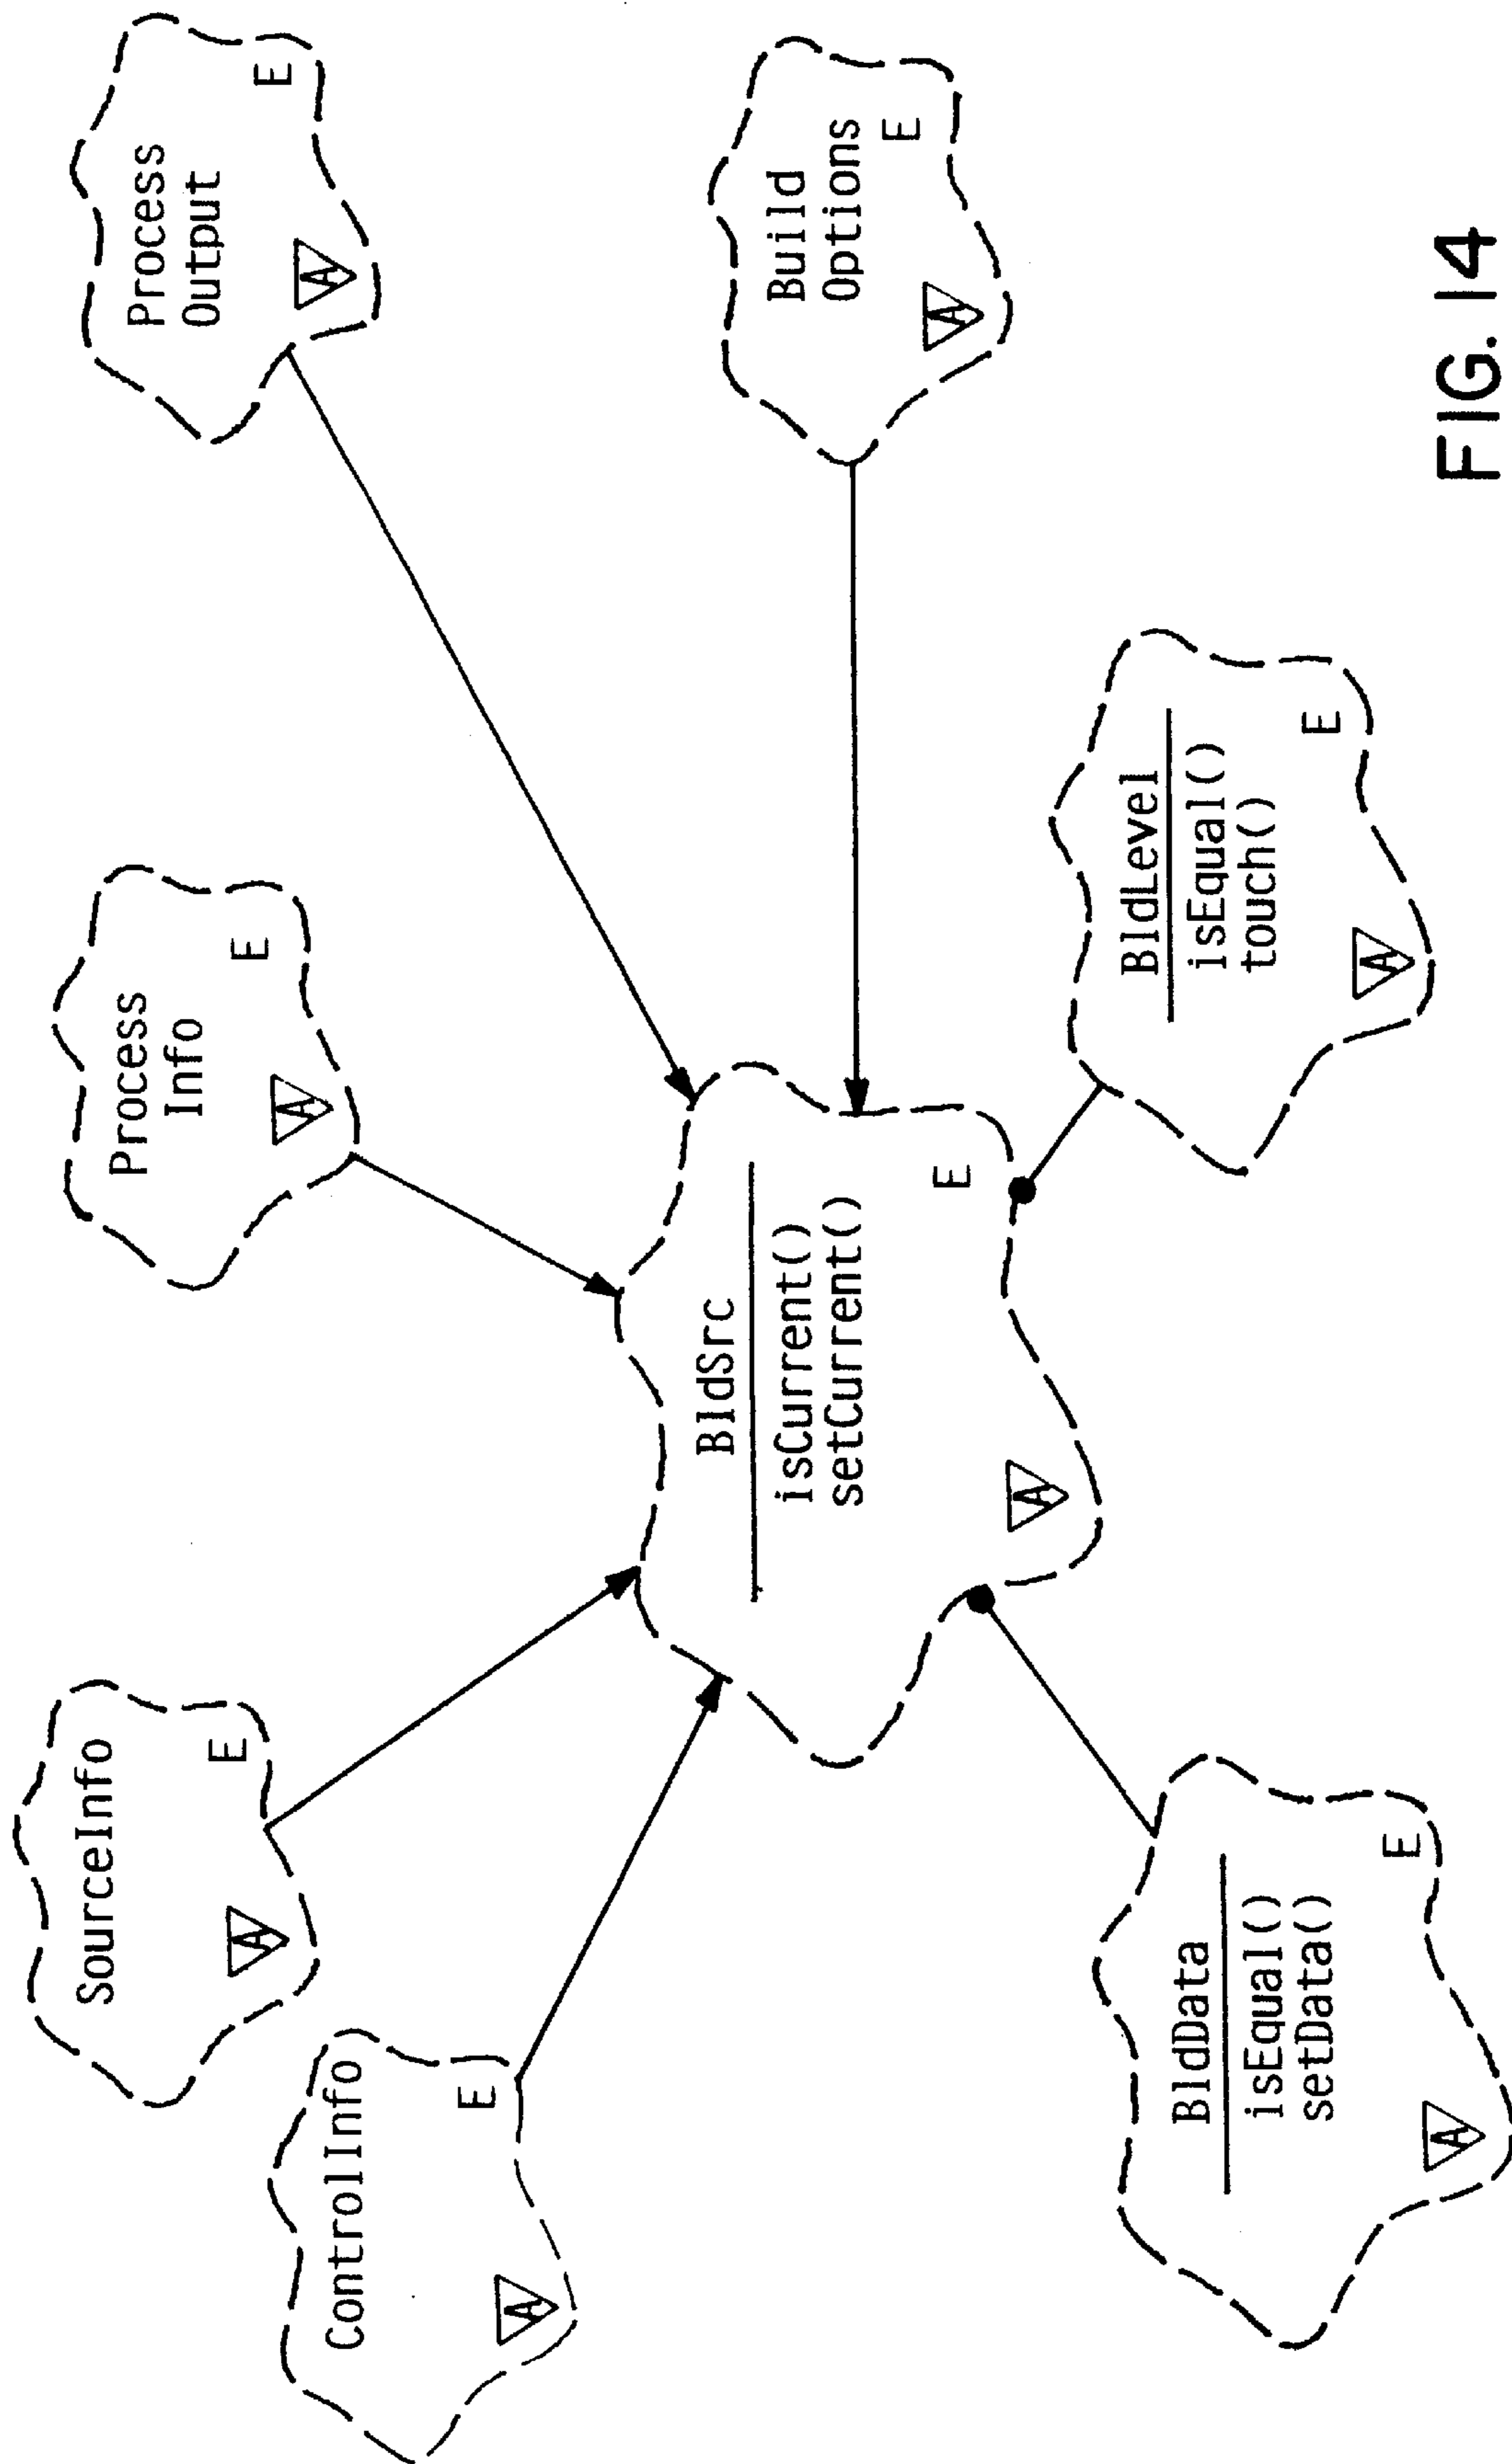 SourceInfo
A
E
Process
Info
A
E
Process
Output
A
E
ControlInfo
A
E
BldSrc
isCurrent()
setCurrent()
A
E
Build
Options
A
E
BldData
isEqual()
setData()
A
E
BldLevel
isEqual()
touch()
A
E
FIG. 14